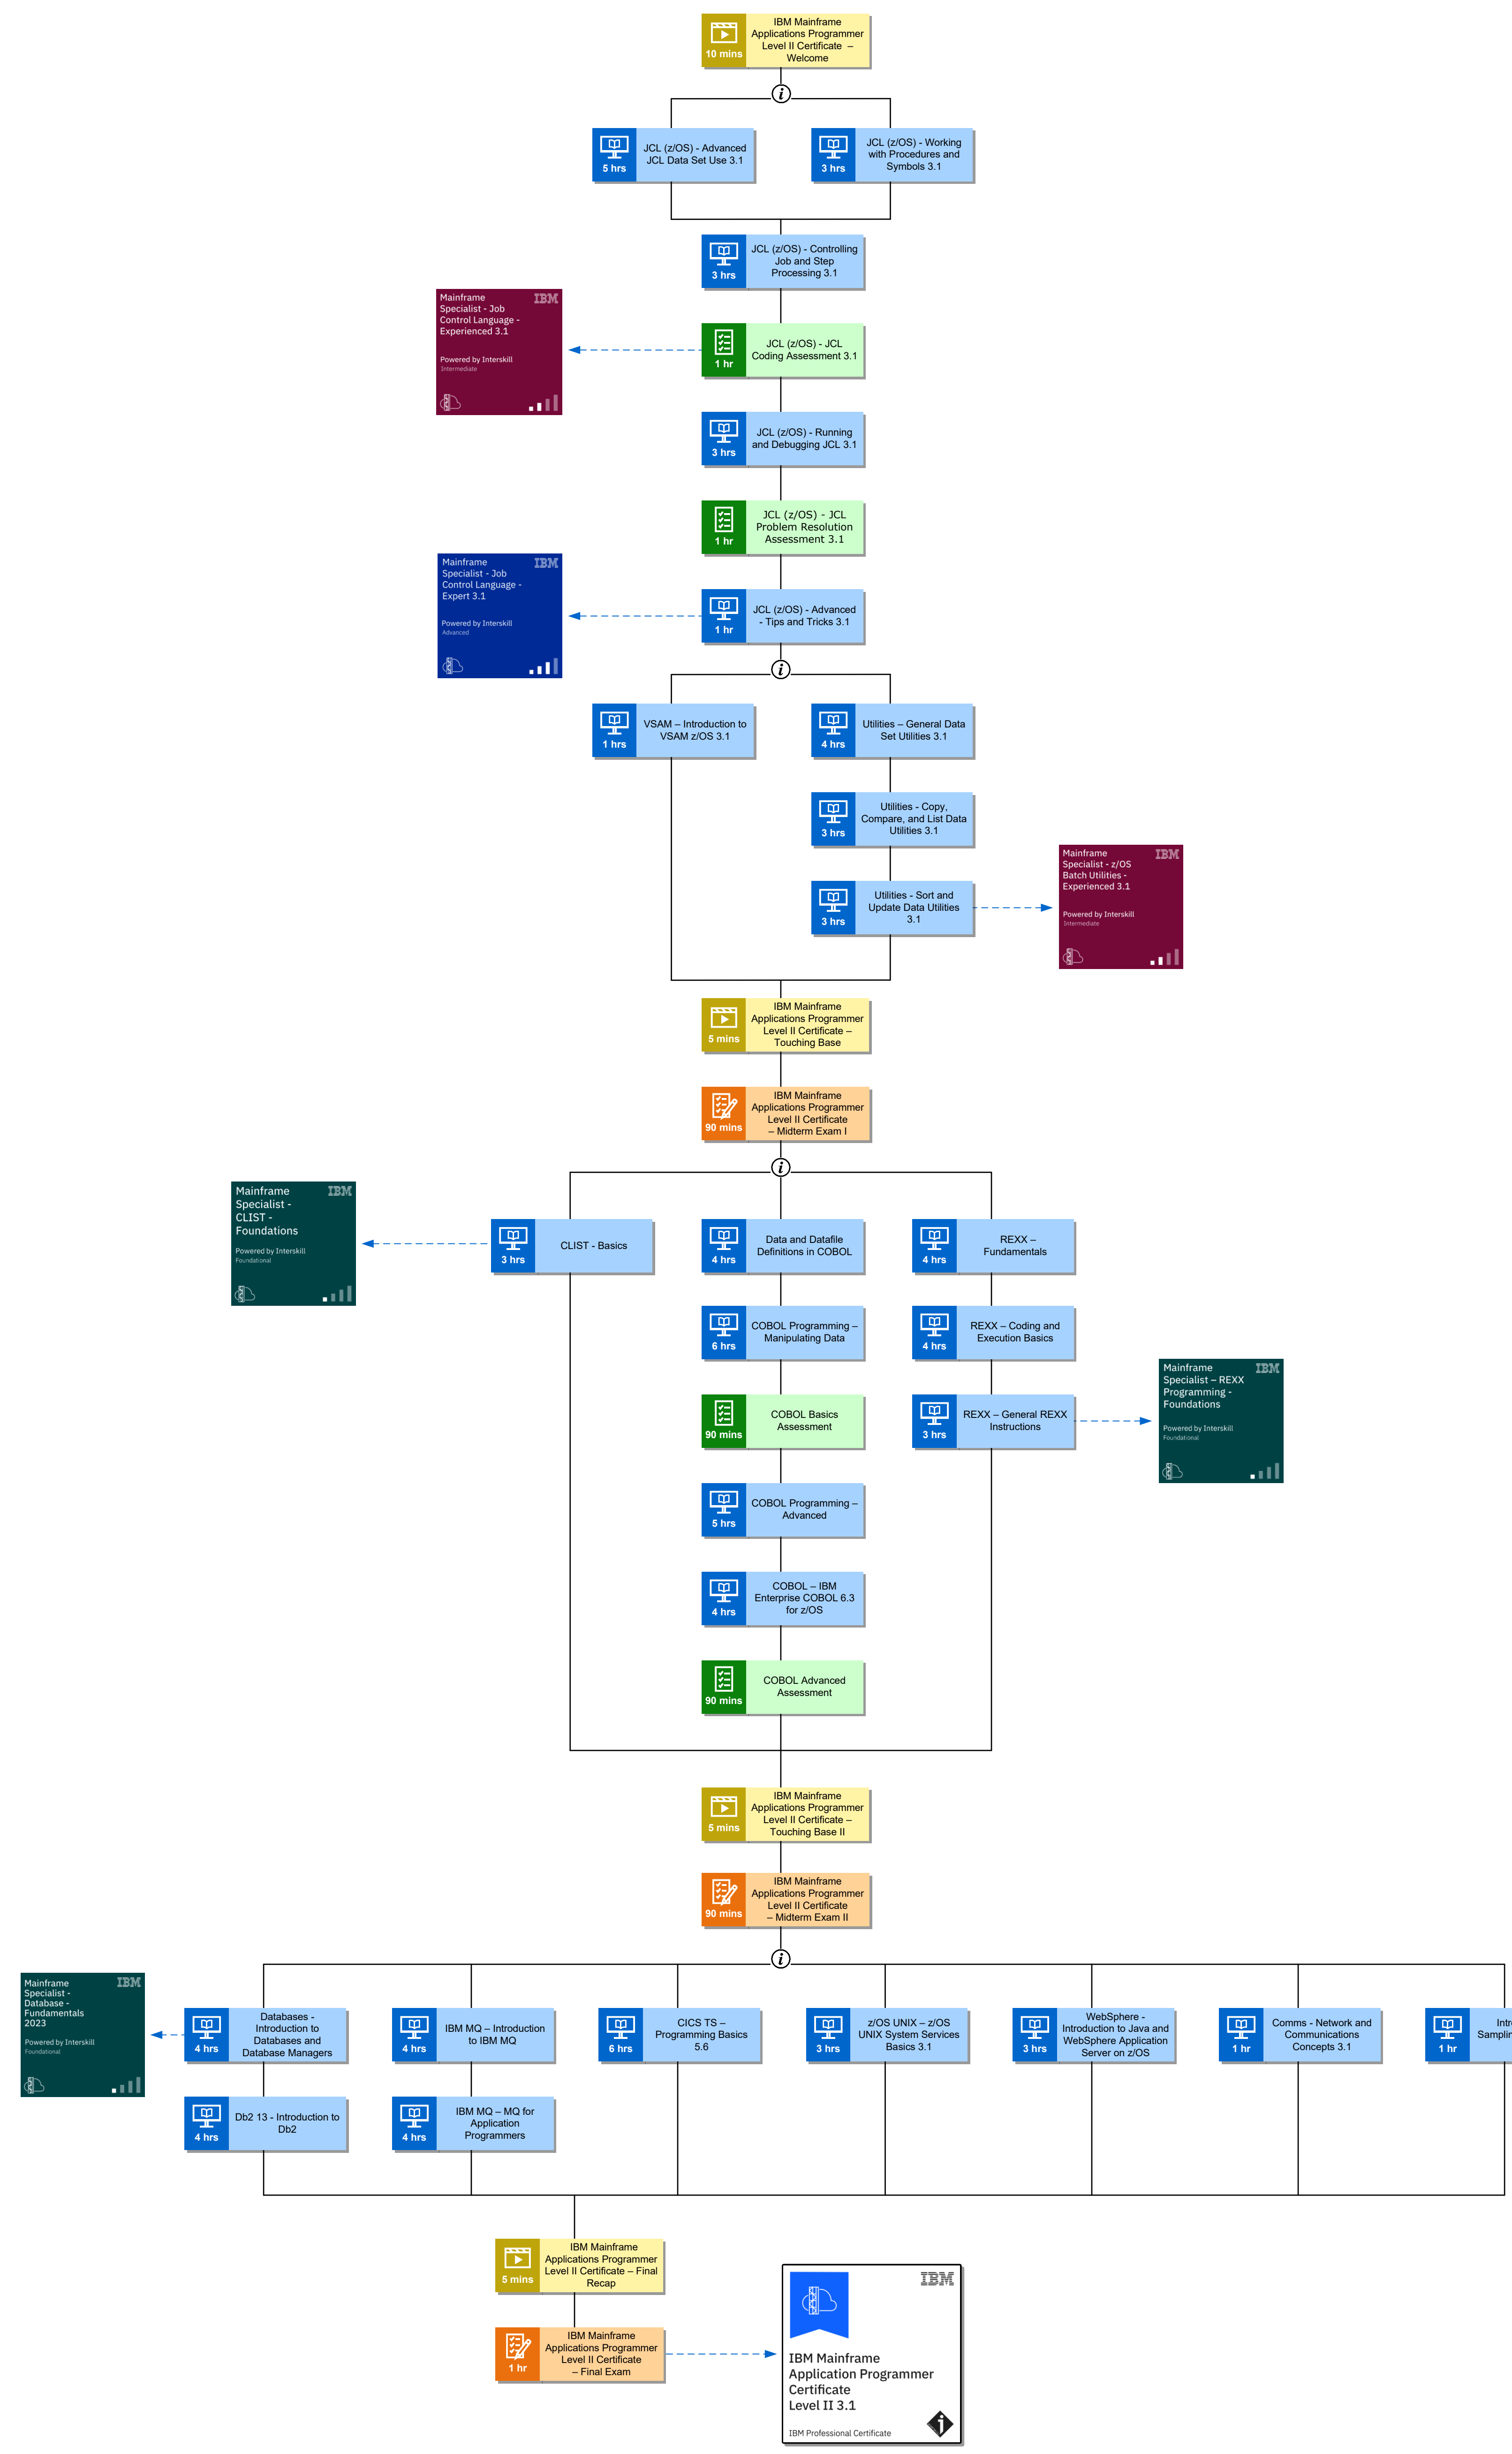 IBM Mainframe
Applications Programmer
Level II Certificate –
Welcome
10 mins
i
JCL (z/OS) - Advanced
JCL Data Set Use 3.1
5 hrs
JCL (z/OS) - Working
with Procedures and
Symbols 3.1
3 hrs
JCL (z/OS) - Controlling
Job and Step
Processing 3.1
3 hrs
Mainframe
Specialist - Job
Control Language -
Experienced 3.1
IBM
Powered by Interskill
Intermediate
JCL (z/OS) - JCL
Coding Assessment 3.1
1 hr
JCL (z/OS) - Running
and Debugging JCL 3.1
3 hrs
JCL (z/OS) - JCL
Problem Resolution
Assessment 3.1
1 hr
Mainframe
Specialist - Job
Control Language -
Expert 3.1
IBM
Powered by Interskill
Advanced
JCL (z/OS) - Advanced
- Tips and Tricks 3.1
1 hr
i
VSAM – Introduction to
VSAM z/OS 3.1
1 hrs
Utilities – General Data
Set Utilities 3.1
4 hrs
Utilities - Copy,
Compare, and List Data
Utilities 3.1
3 hrs
Utilities - Sort and
Update Data Utilities
3.1
3 hrs
Mainframe
Specialist - z/OS
Batch Utilities -
Experienced 3.1
IBM
Powered by Interskill
Intermediate
IBM Mainframe
Applications Programmer
Level II Certificate –
Touching Base
5 mins
IBM Mainframe
Applications Programmer
Level II Certificate
– Midterm Exam I
90 mins
i
Mainframe
Specialist -
CLIST -
Foundations
IBM
Powered by Interskill
Foundational
CLIST - Basics
3 hrs
Data and Datafile
Definitions in COBOL
4 hrs
REXX –
Fundamentals
4 hrs
COBOL Programming –
Manipulating Data
6 hrs
REXX – Coding and
Execution Basics
4 hrs
COBOL Basics
Assessment
90 mins
REXX – General REXX
Instructions
3 hrs
Mainframe
Specialist – REXX
Programming -
Foundations
IBM
Powered by Interskill
Foundational
COBOL Programming –
Advanced
5 hrs
COBOL – IBM
Enterprise COBOL 6.3
for z/OS
4 hrs
COBOL Advanced
Assessment
90 mins
IBM Mainframe
Applications Programmer
Level II Certificate –
Touching Base II
5 mins
IBM Mainframe
Applications Programmer
Level II Certificate
– Midterm Exam II
90 mins
i
Mainframe
Specialist -
Database -
Fundamentals
2023
IBM
Powered by Interskill
Foundational
Databases -
Introduction to
Databases and
Database Managers
4 hrs
IBM MQ – Introduction
to IBM MQ
4 hrs
CICS TS –
Programming Basics
5.6
6 hrs
z/OS UNIX – z/OS
UNIX System Services
Basics 3.1
3 hrs
WebSphere -
Introduction to Java and
WebSphere Application
Server on z/OS
3 hrs
Comms - Network and
Communications
Concepts 3.1
1 hr
1 hr
Db2 13 - Introduction to
Db2
4 hrs
IBM MQ – MQ for
Application
Programmers
4 hrs
IBM Mainframe
Applications Programmer
Level II Certificate – Final
Recap
5 mins
IBM Mainframe
Applications Programmer
Level II Certificate
– Final Exam
1 hr
IBM
IBM Mainframe
Application Programmer
Certificate
Level II 3.1
IBM Professional Certificate